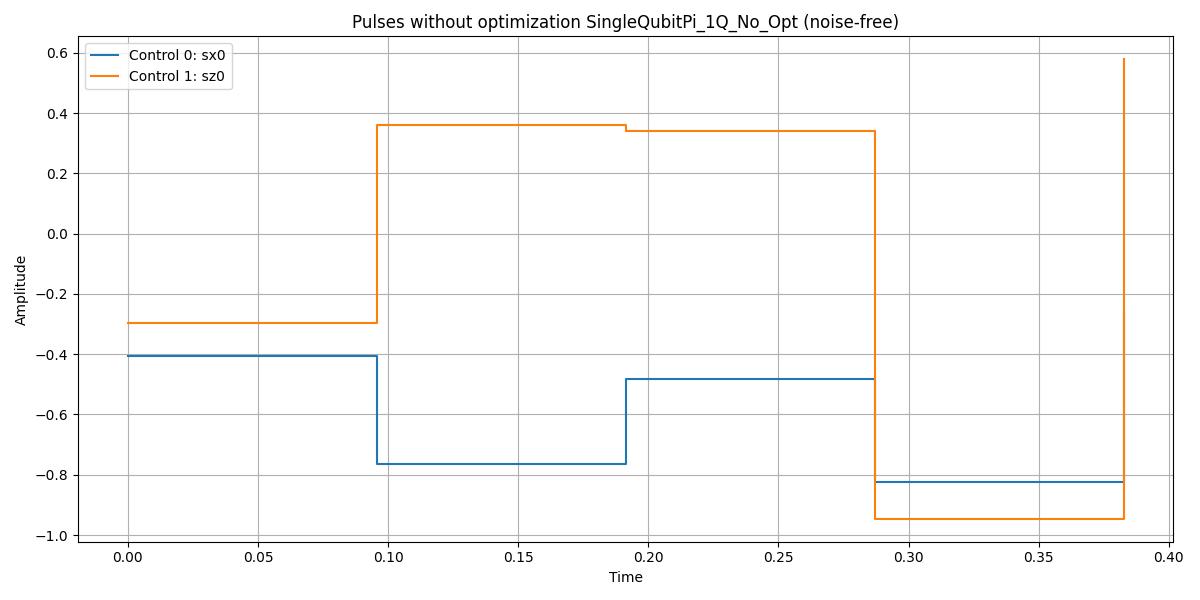 Pulses without optimization SingleQubitPi_1Q_No_Opt (noise-free)
Control 0: sx0
Control 1: sz0
Amplitude
0.6
0.4
0.2
0.0
−0.2
−0.4
−0.6
−0.8
−1.0
0.00 0.05 0.10 0.15 0.20 0.25 0.30 0.35 0.40
Time